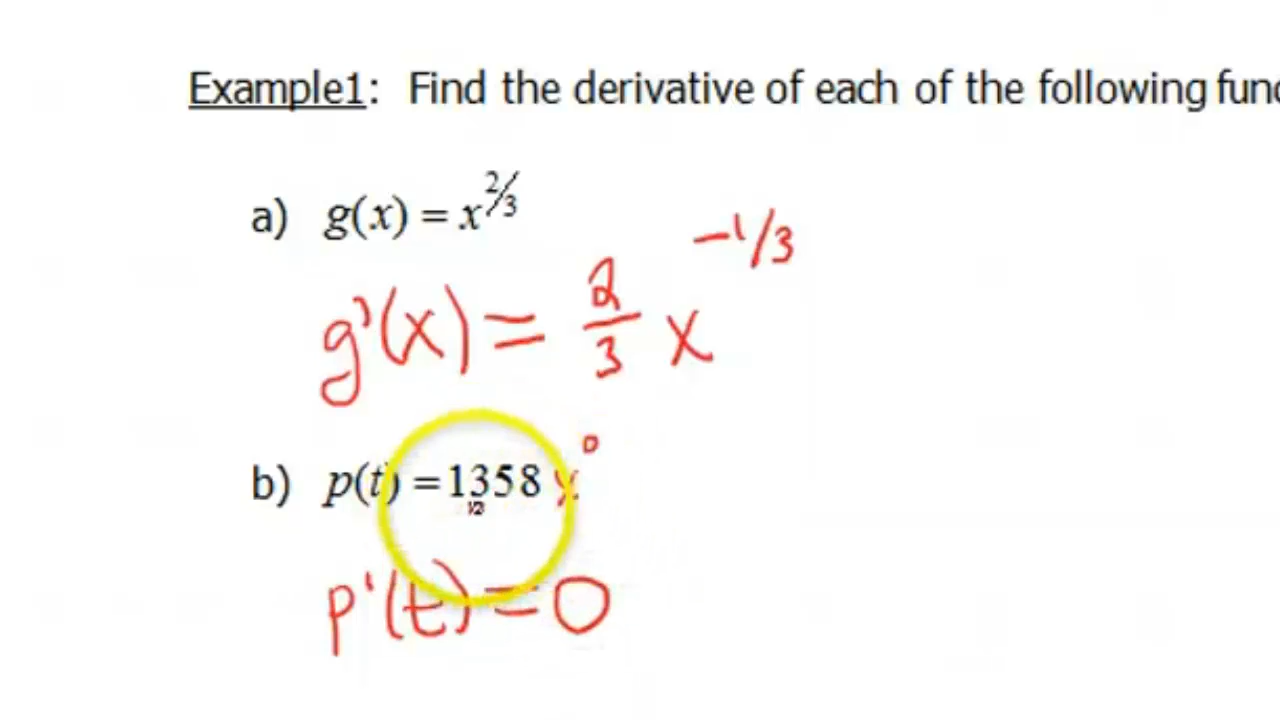 Example1: Find the derivative of each of the following func
a) g(x) = x^2/3
g'(x) = 2/3 x^-1/3
b) p(t) = 1358 x^0
p'(t) = 0